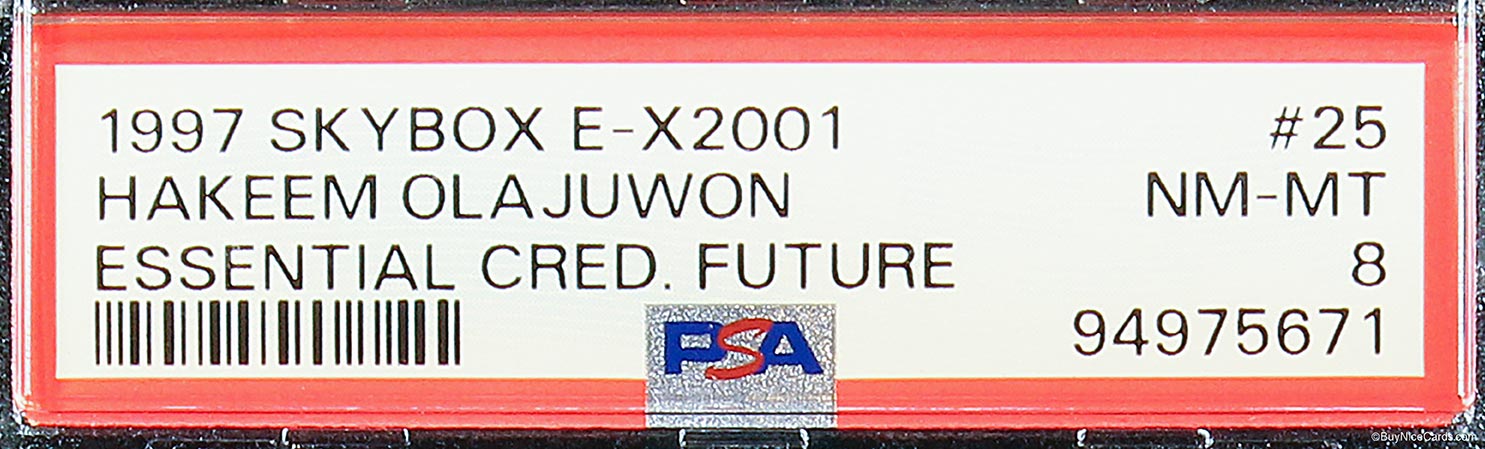 1997 SKYBOX E-X2001 #25
HAKEEM OLAJUWON NM-MT
ESSENTIAL CRED. FUTURE 8
PSA 94975671
©BuyNiceCards.com